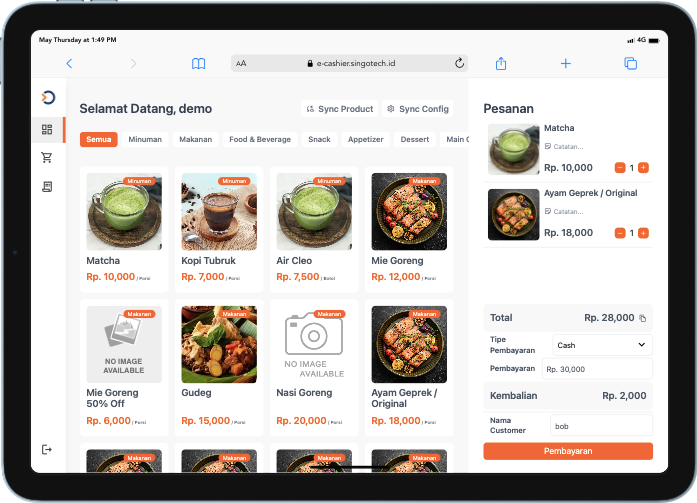 May Thursday at 1:49 PM
4G
AA
e-cashier.singotech.id
Selamat Datang, demo
Sync Product
Sync Config
Semua
Minuman
Makanan
Food & Beverage
Snack
Appetizer
Dessert
Main C
Minuman
Matcha
Rp. 10,000 / Porsi
Minuman
Kopi Tubruk
Rp. 7,000 / Porsi
Minuman
Air Cleo
Rp. 7,500 / Botol
Makanan
Mie Goreng
Rp. 12,000 / Porsi
Makanan
NO IMAGE
AVAILABLE
Mie Goreng
50% Off
Rp. 6,000 / Porsi
Makanan
Gudeg
Rp. 15,000 / Porsi
Makanan
NO IMAGE
AVAILABLE
Nasi Goreng
Rp. 20,000 / Porsi
Makanan
Ayam Geprek /
Original
Rp. 18,000 / Porsi
Makanan
Makanan
Makanan
Makanan
Pesanan
Matcha
Catatan...
Rp. 10,000
1
Ayam Geprek / Original
Catatan...
Rp. 18,000
1
Total
Rp. 28,000
Tipe
Pembayaran
Cash
Pembayaran
Rp. 30,000
Kembalian
Rp. 2,000
Nama
Customer
bob
Pembayaran